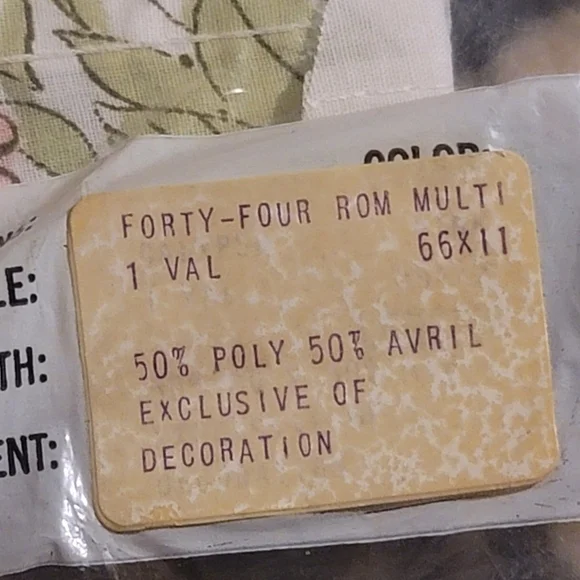 COLOR:
FORTY-FOUR ROM MULTI
1 VAL 66X11
LE:
50% POLY 50% AVRIL
TH:
EXCLUSIVE OF
ENT:
DECORATION